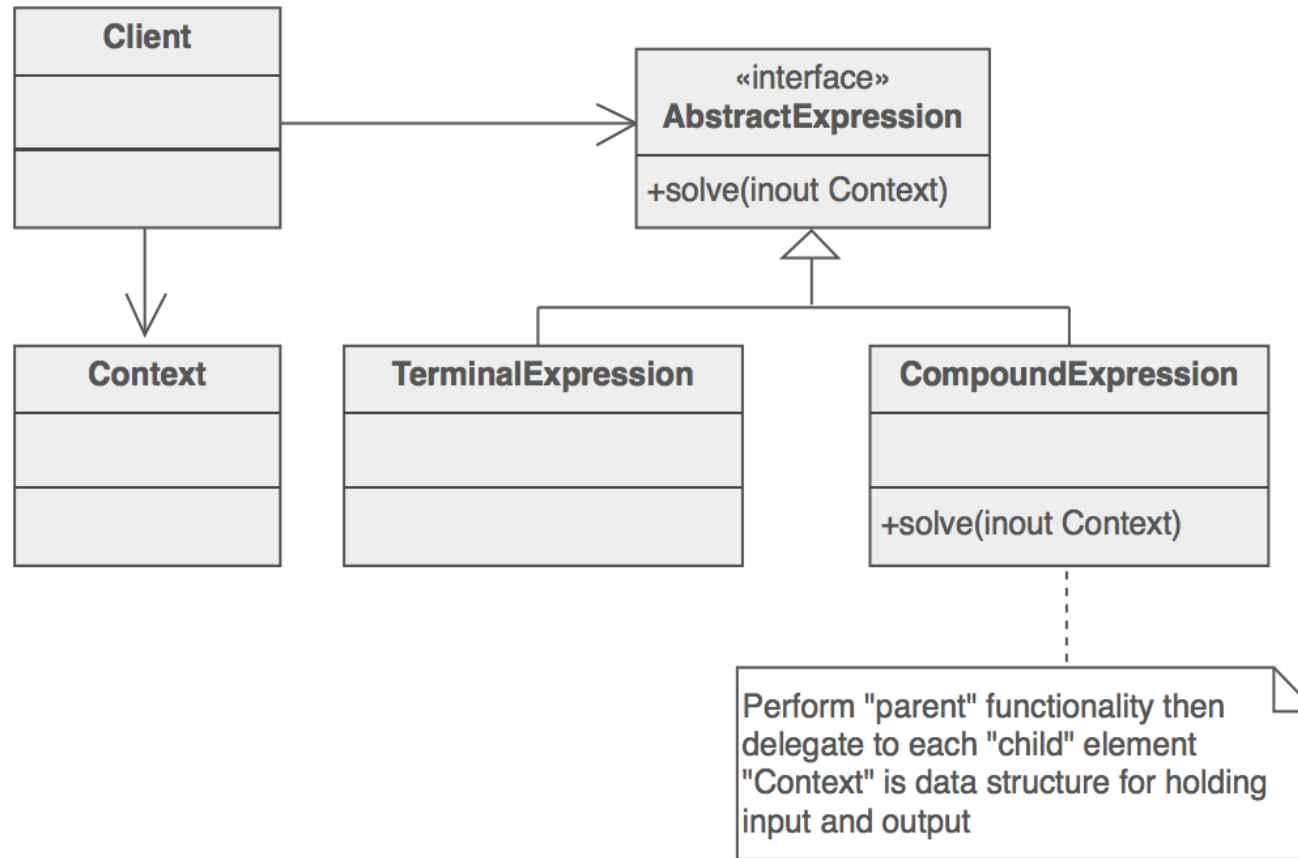 Client
«interface»
AbstractExpression
+solve(inout Context)
Context
TerminalExpression
CompoundExpression
+solve(inout Context)
Perform "parent" functionality then
delegate to each "child" element
"Context" is data structure for holding
input and output